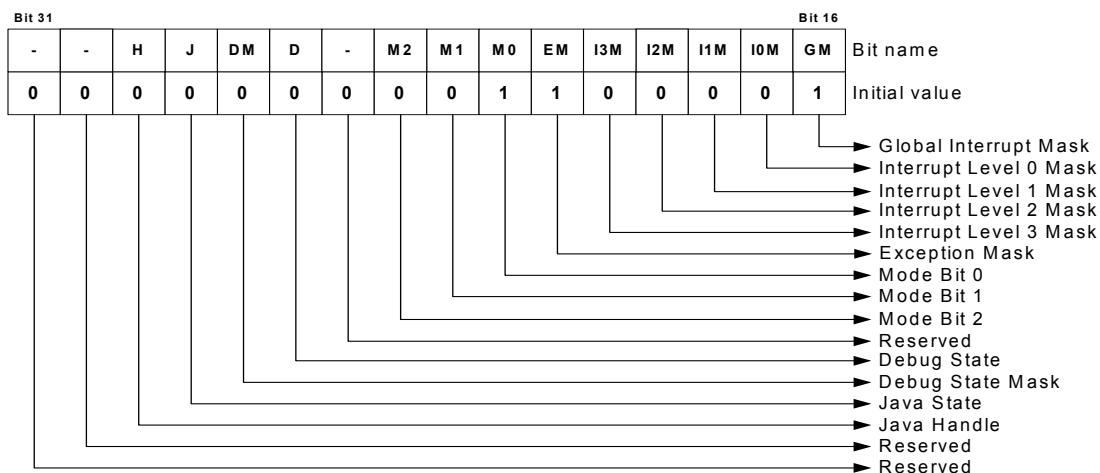 Bit 31 Bit 16
- - H J DM D - M2 M1 M0 EM I3M I2M I1M I0M GM Bit name
0 0 0 0 0 0 0 0 0 1 1 0 0 0 0 1 Initial value
Global Interrupt Mask
Interrupt Level 0 Mask
Interrupt Level 1 Mask
Interrupt Level 2 Mask
Interrupt Level 3 Mask
Exception Mask
Mode Bit 0
Mode Bit 1
Mode Bit 2
Reserved
Debug State
Debug State Mask
Java State
Java Handle
Reserved
Reserved